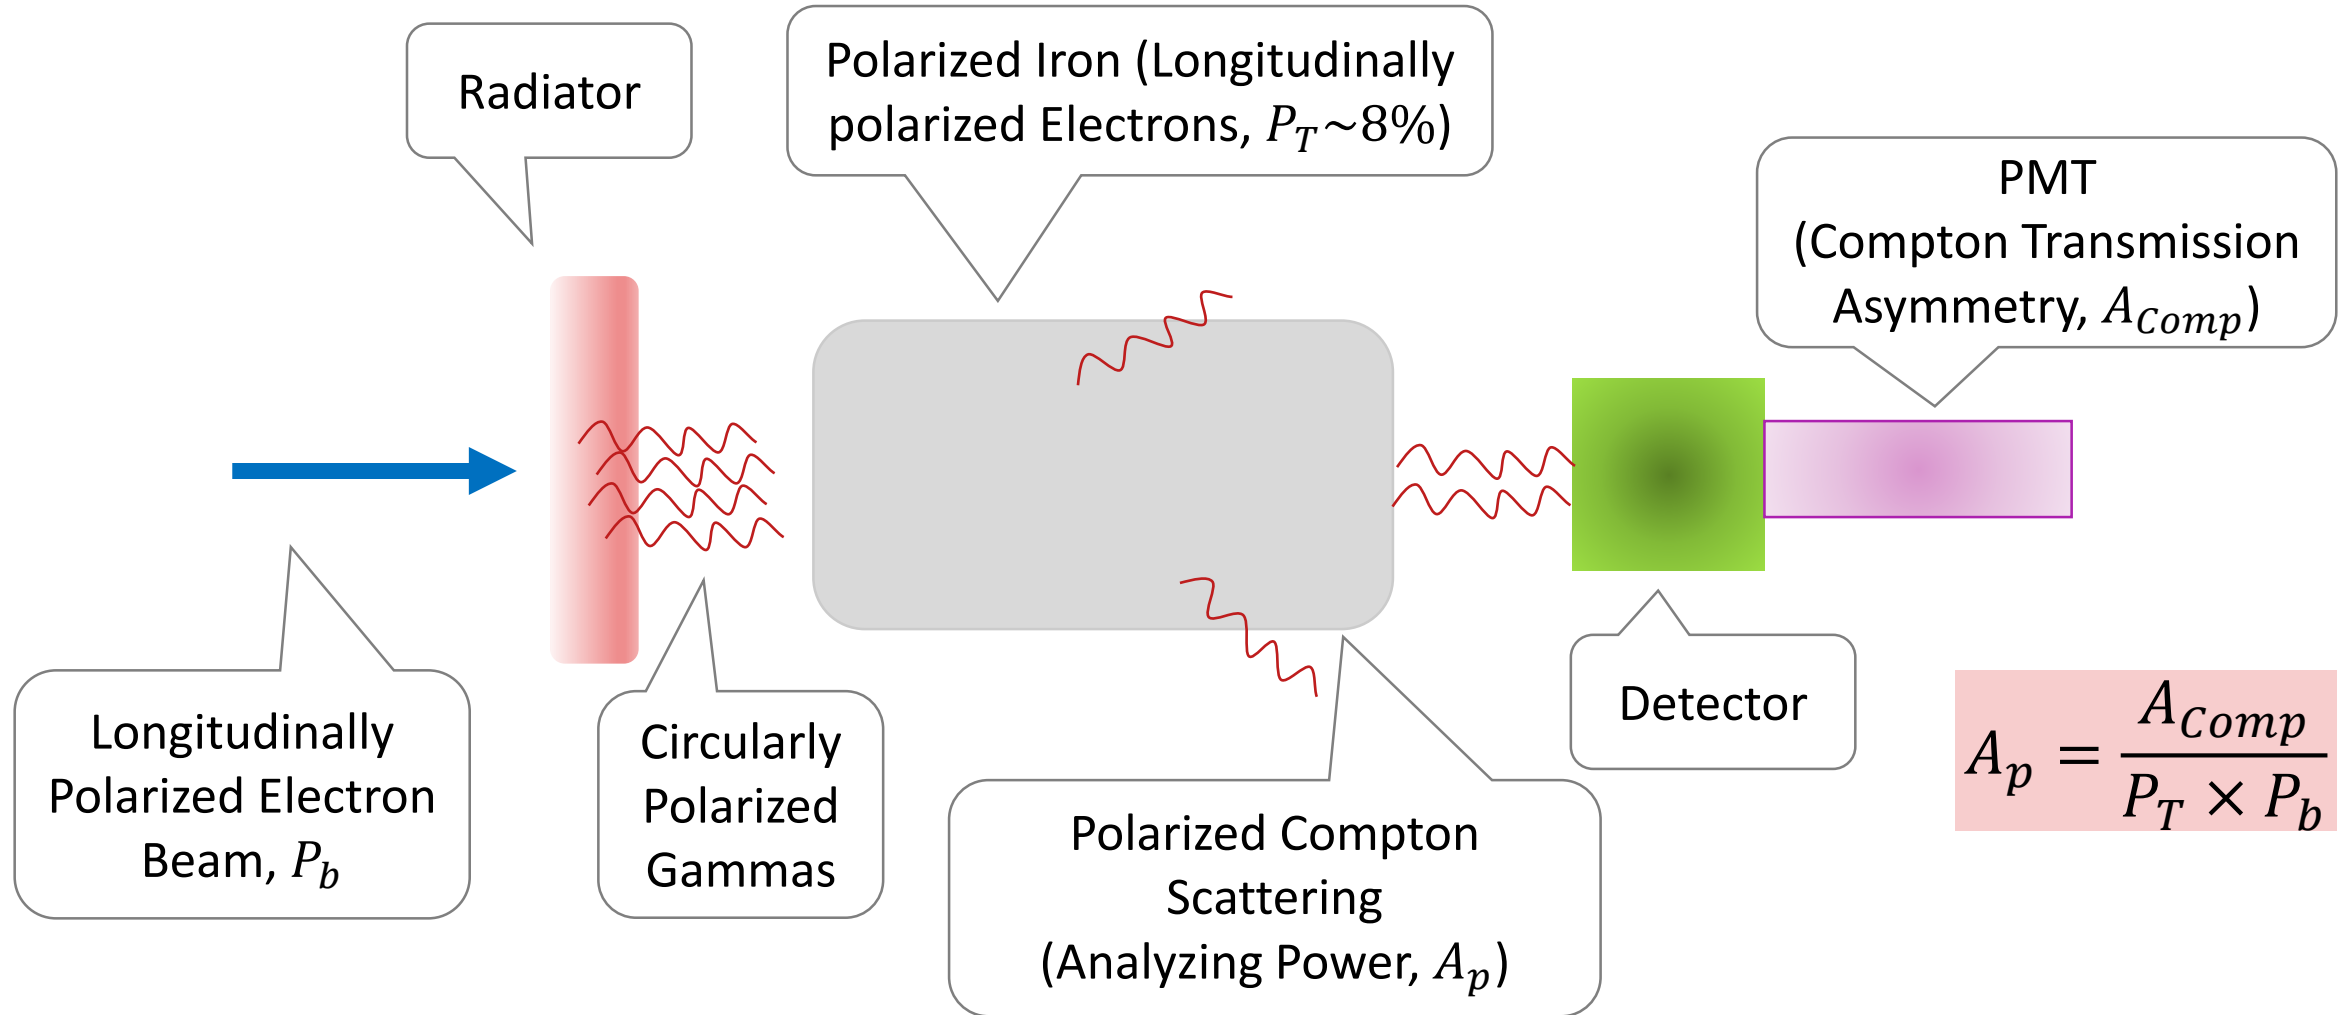 Radiator
Polarized Iron (Longitudinally
polarized Electrons, P_T~8%)
PMT
(Compton Transmission
Asymmetry, A_Comp)
Longitudinally
Polarized Electron
Beam, P_b
Circularly
Polarized
Gammas
Polarized Compton
Scattering
(Analyzing Power, A_p)
Detector
A_p = A_Comp / (P_T × P_b)